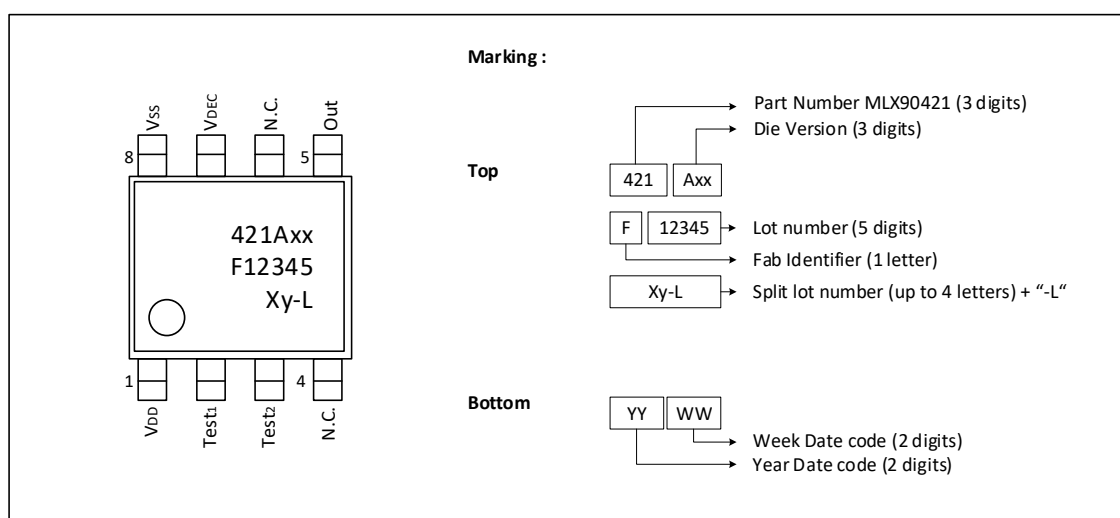 Marking :
VSS
VDEC
N.C.
Out
8
5
421Axx
F12345
Xy-L
1
4
VDD
Test1
Test2
N.C.
Part Number MLX90421 (3 digits)
Die Version (3 digits)
Top
421 Axx
F 12345 Lot number (5 digits)
Fab Identifier (1 letter)
Xy-L Split lot number (up to 4 letters) + “-L“
Bottom
YY WW
Week Date code (2 digits)
Year Date code (2 digits)